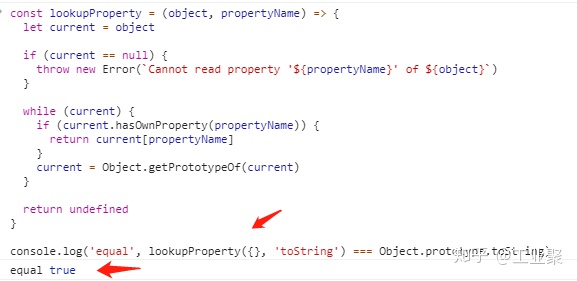 const lookupProperty = (object, propertyName) => {
let current = object
if (current == null) {
throw new Error(`Cannot read property '${propertyName}' of ${object}`)
}
while (current) {
if (current.hasOwnProperty(propertyName)) {
return current[propertyName]
}
current = Object.getPrototypeOf(current)
}
return undefined
}
console.log('equal', lookupProperty({}, 'toString') === Object.prototype.toString)
equal true
知乎 @工业聚